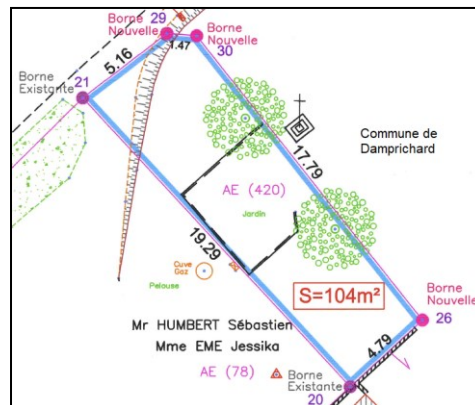 29
Borne
Nouvelle
Borne
Nouvelle
30
1.47
5.16
Borne
Existante
21
Commune de
Damprichard
17.79
AE (420)
Jardin
19.29
Cuve
Gaz
Pelouse
S=104m²
Borne
Nouvelle
26
Mr HUMBERT Sébastien
Mme EME Jessika
4.79
AE (78)
Borne
Existante
20